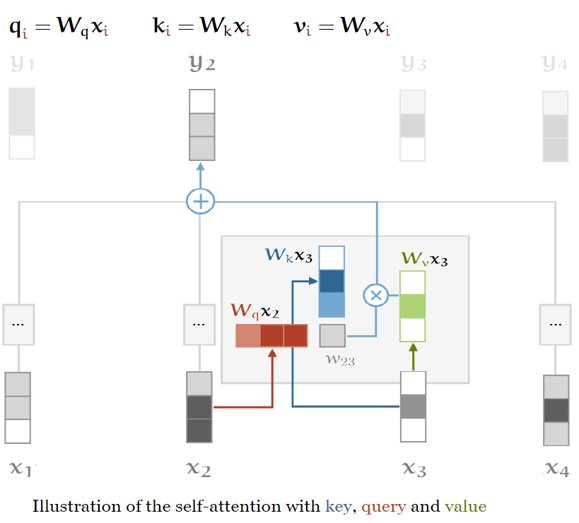 qᵢ = W_q xᵢ    kᵢ = W_k xᵢ    vᵢ = W_v xᵢ
y₁    y₂    y₃    y₄
W_k x₃    W_v x₃
W_q x₂
...    ...    ...
w₂₃
x₁    x₂    x₃    x₄
Illustration of the self-attention with key, query and value